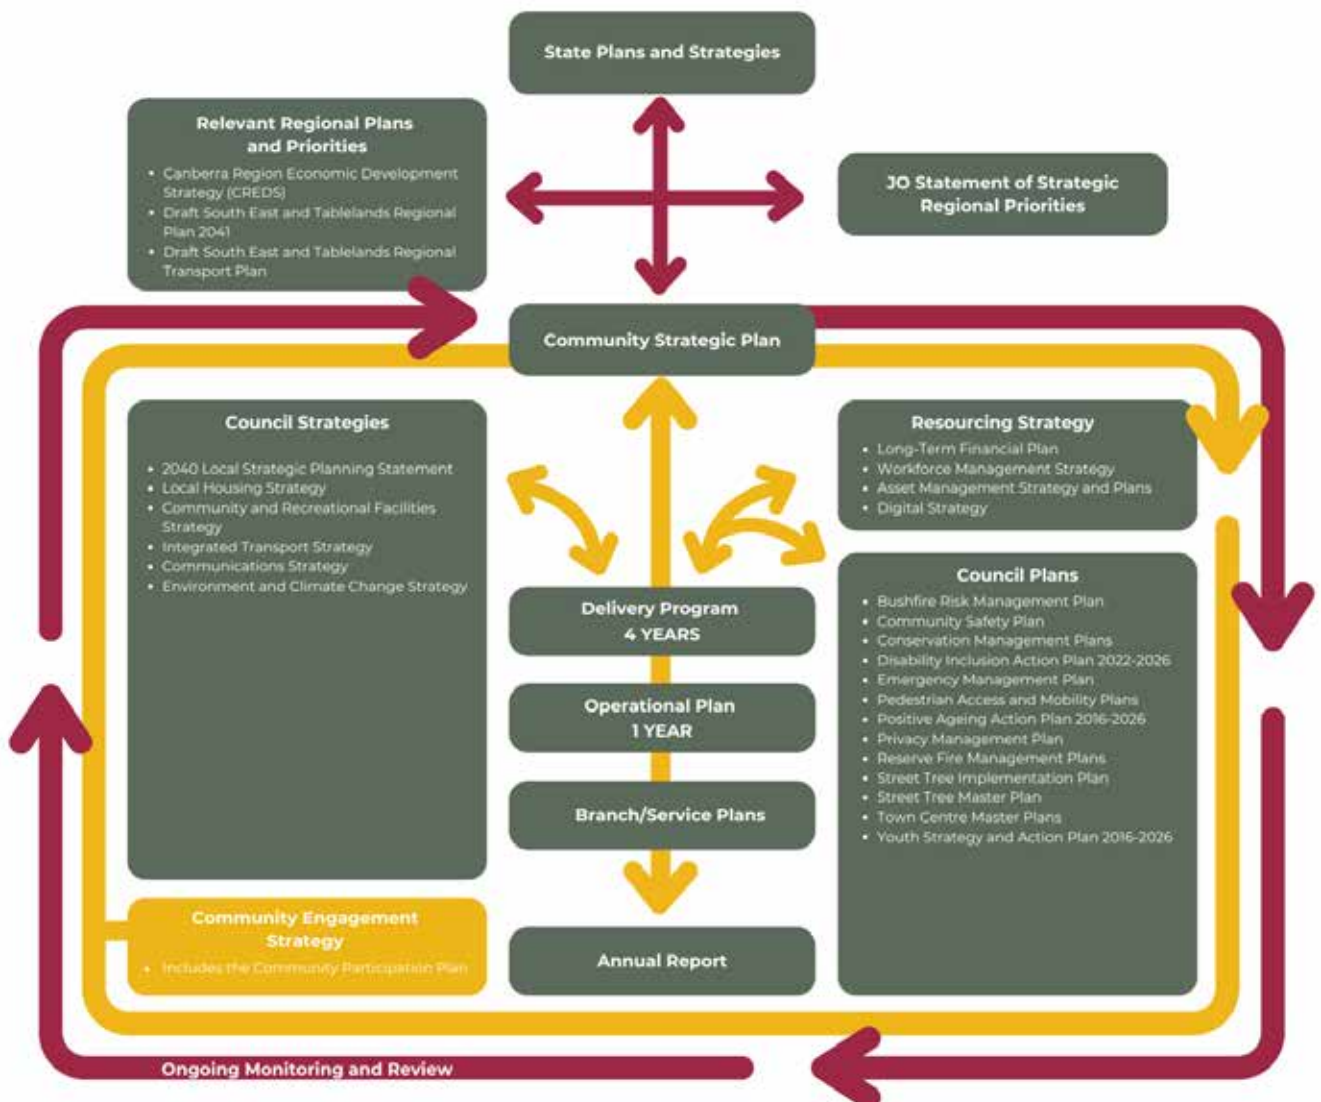 State Plans and Strategies
Relevant Regional Plans
and Priorities
• Canberra Region Economic Development
Strategy (CREDS)
• Draft South East and Tablelands Regional
Plan 2041
• Draft South East and Tablelands Regional
Transport Plan
JO Statement of Strategic
Regional Priorities
Community Strategic Plan
Council Strategies
• 2040 Local Strategic Planning Statement
• Local Housing Strategy
• Community and Recreational Facilities
Strategy
• Integrated Transport Strategy
• Communications Strategy
• Environment and Climate Change Strategy
Resourcing Strategy
• Long-Term Financial Plan
• Workforce Management Strategy
• Asset Management Strategy and Plans
• Digital Strategy
Delivery Program
4 YEARS
Operational Plan
1 YEAR
Branch/Service Plans
Annual Report
Council Plans
• Bushfire Risk Management Plan
• Community Safety Plan
• Conservation Management Plans
• Disability Inclusion Action Plan 2022-2026
• Emergency Management Plan
• Pedestrian Access and Mobility Plans
• Positive Ageing Action Plan 2016-2026
• Privacy Management Plan
• Reserve Fire Management Plans
• Street Tree Implementation Plan
• Street Tree Master Plan
• Town Centre Master Plans
• Youth Strategy and Action Plan 2016-2026
Community Engagement
Strategy
• Includes the Community Participation Plan
Ongoing Monitoring and Review